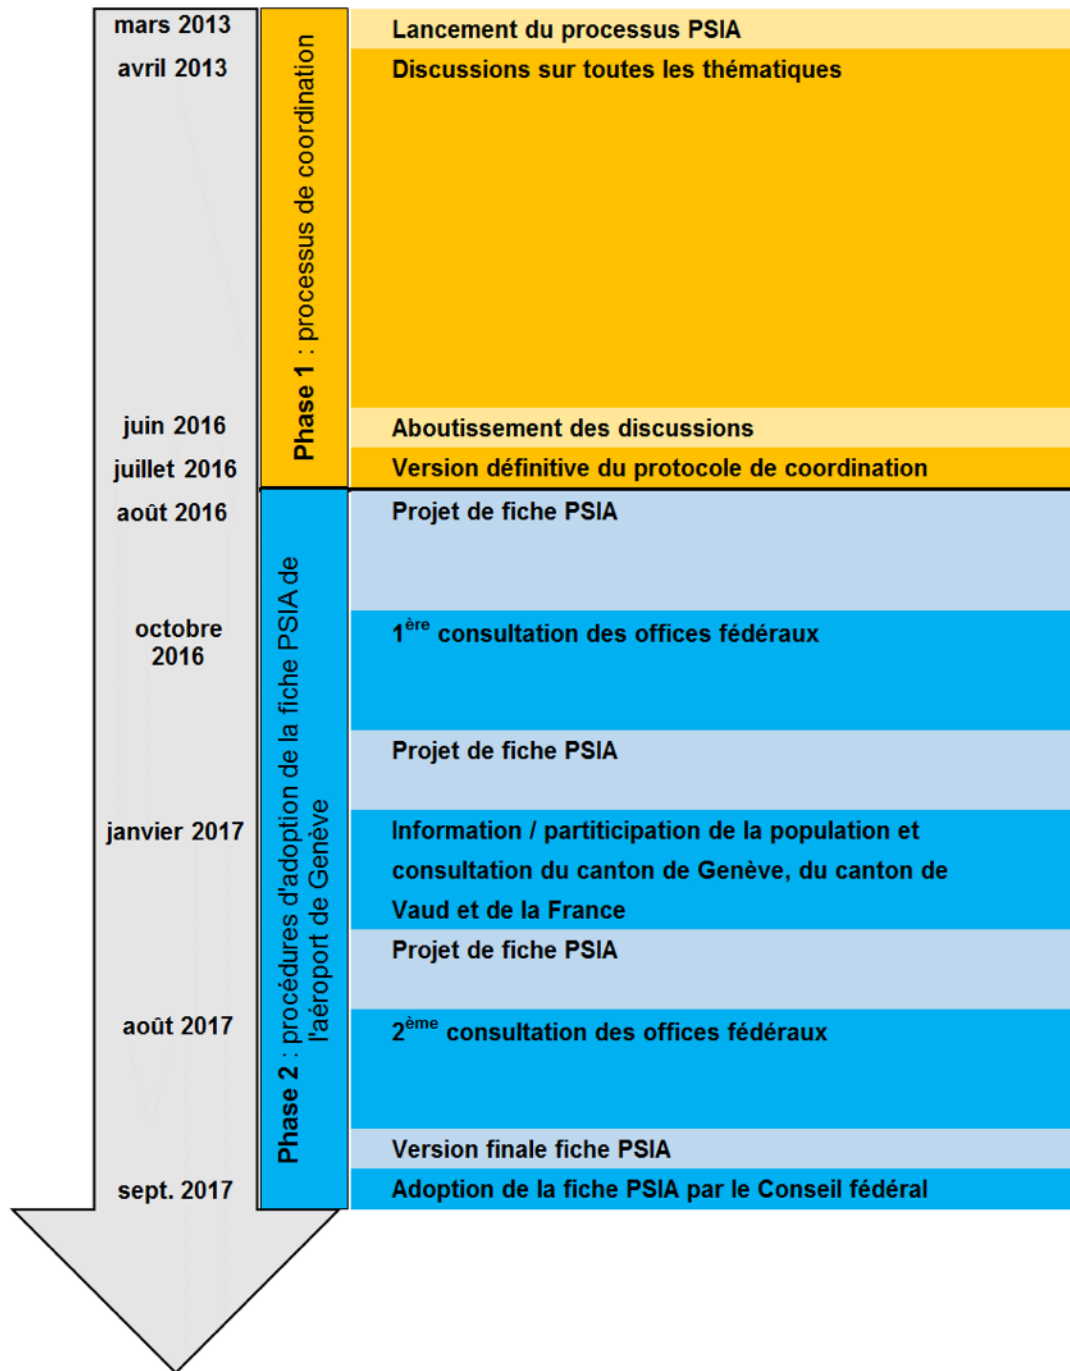 mars 2013
Lancement du processus PSIA
avril 2013
Discussions sur toutes les thématiques
Phase 1 : processus de coordination
juin 2016
Aboutissement des discussions
juillet 2016
Version définitive du protocole de coordination
août 2016
Projet de fiche PSIA
Phase 2 : procédures d'adoption de la fiche PSIA de
l'aéroport de Genève
octobre
2016
1ère consultation des offices fédéraux
Projet de fiche PSIA
janvier 2017
Information / partiticipation de la population et
consultation du canton de Genève, du canton de
Vaud et de la France
Projet de fiche PSIA
août 2017
2ème consultation des offices fédéraux
Version finale fiche PSIA
sept. 2017
Adoption de la fiche PSIA par le Conseil fédéral